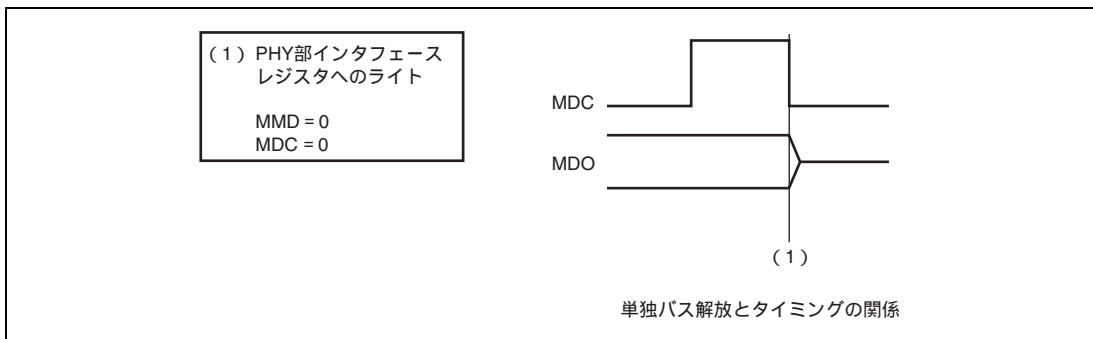 （1）PHY部インタフェース
レジスタへのライト
MMD = 0
MDC = 0
MDC
MDO
（1）
単独バス解放とタイミングの関係